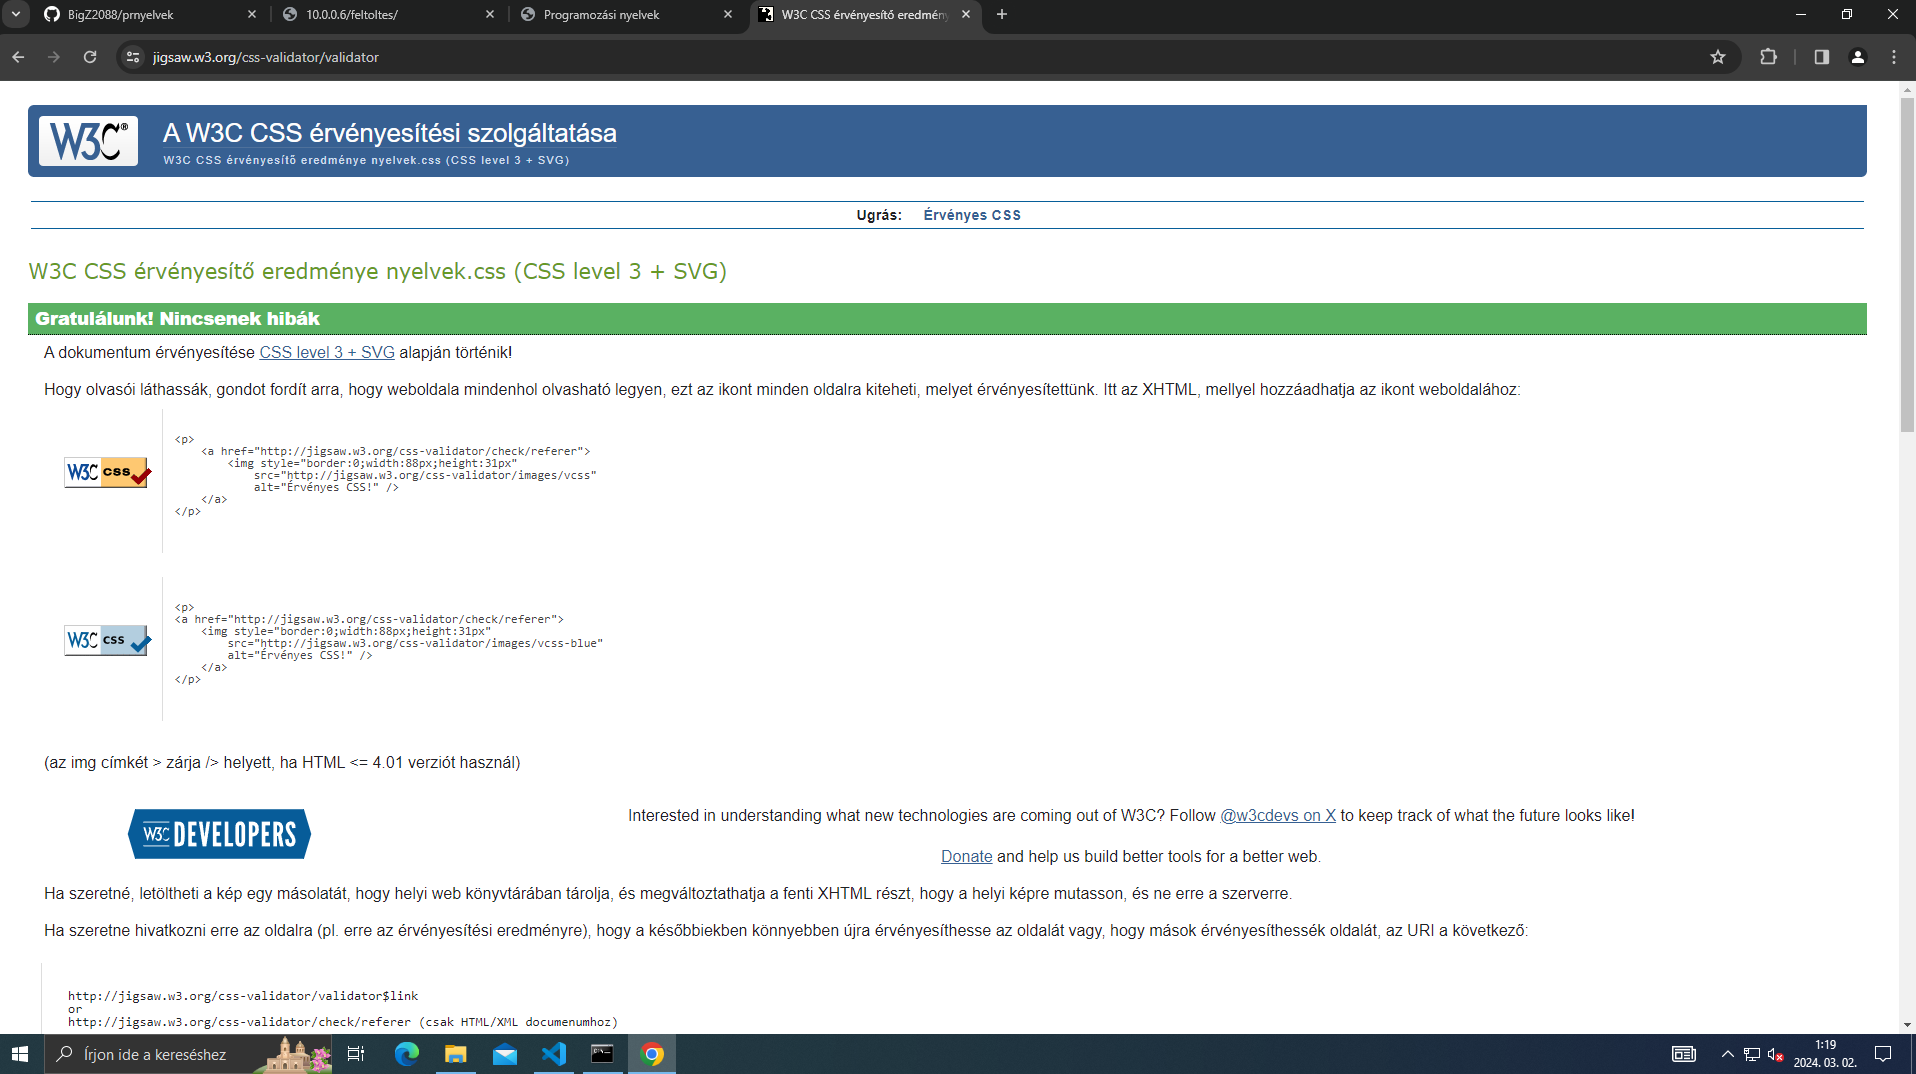 BigZ2088/prnyelvek
10.0.0.6/feltoltes/
Programozási nyelvek
W3C CSS érvényesítő eredmény
jigsaw.w3.org/css-validator/validator
W3C®
A W3C CSS érvényesítési szolgáltatása
W3C CSS érvényesítő eredménye nyelvek.css (CSS level 3 + SVG)
Ugrás: Érvényes CSS
W3C CSS érvényesítő eredménye nyelvek.css (CSS level 3 + SVG)
Gratulálunk! Nincsenek hibák
A dokumentum érvényesítése CSS level 3 + SVG alapján történik!
Hogy olvasói láthassák, gondot fordít arra, hogy weboldala mindenhol olvasható legyen, ezt az ikont minden oldalra kiteheti, melyet érvényesítettünk. Itt az XHTML, mellyel hozzáadhatja az ikont weboldalához:
W3C css
<p>
<a href="http://jigsaw.w3.org/css-validator/check/referer">
<img style="border:0;width:88px;height:31px"
src="http://jigsaw.w3.org/css-validator/images/vcss"
alt="Érvényes CSS!" />
</a>
</p>
W3C css
<p>
<a href="http://jigsaw.w3.org/css-validator/check/referer">
<img style="border:0;width:88px;height:31px"
src="http://jigsaw.w3.org/css-validator/images/vcss-blue"
alt="Érvényes CSS!" />
</a>
</p>
(az img címkét > zárja /> helyett, ha HTML <= 4.01 verziót használ)
W3C DEVELOPERS
Interested in understanding what new technologies are coming out of W3C? Follow @w3cdevs on X to keep track of what the future looks like!
Donate and help us build better tools for a better web.
Ha szeretné, letöltheti a kép egy másolatát, hogy helyi web könyvtárában tárolja, és megváltoztathatja a fenti XHTML részt, hogy a helyi képre mutasson, és ne erre a szerverre.
Ha szeretne hivatkozni erre az oldalra (pl. erre az érvényesítési eredményre), hogy a későbbiekben könnyebben újra érvényesíthesse az oldalát vagy, hogy mások érvényesíthessék oldalát, az URI a következő:
http://jigsaw.w3.org/css-validator/validator$link
or
http://jigsaw.w3.org/css-validator/check/referer (csak HTML/XML documenumhoz)
Írjon ide a kereséshez
1:19
2024. 03. 02.